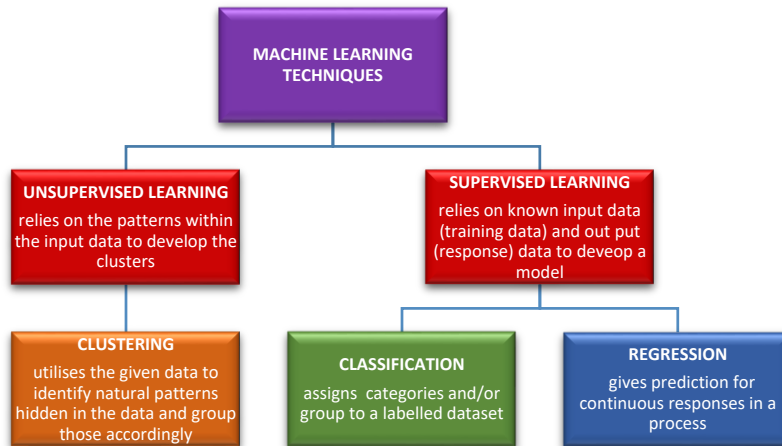 MACHINE LEARNING
TECHNIQUES
UNSUPERVISED LEARNING
relies on the patterns within
the input data to develop the
clusters
SUPERVISED LEARNING
relies on known input data
(training data) and out put
(response) data to deveop a
model
CLUSTERING
utilises the given data to
identify natural patterns
hidden in the data and group
those accordingly
CLASSIFICATION
assigns categories and/or
group to a labelled dataset
REGRESSION
gives prediction for
continuous responses in a
process